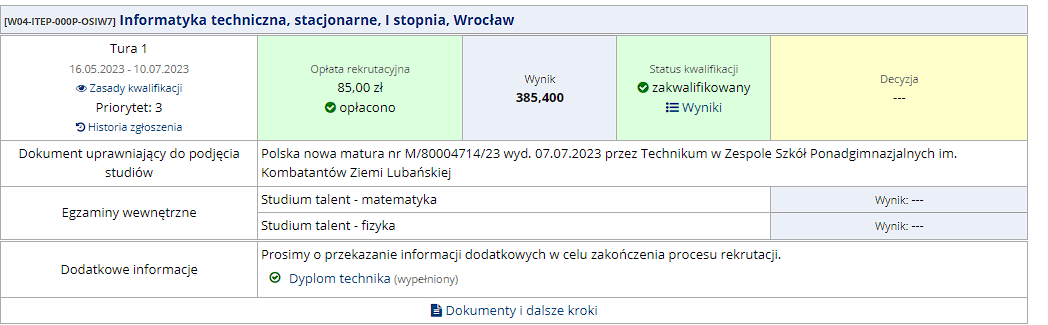 [W04-ITEP-000P-OSIW7] Informatyka techniczna, stacjonarne, I stopnia, Wrocław
Tura 1
16.05.2023 - 10.07.2023
Zasady kwalifikacji
Priorytet: 3
Historia zgłoszenia
Opłata rekrutacyjna
85,00 zł
opłacono
Wynik
385,400
Status kwalifikacji
zakwalifikowany
Wyniki
Decyzja
---
Dokument uprawniający do podjęcia
studiów
Polska nowa matura nr M/80004714/23 wyd. 07.07.2023 przez Technikum w Zespole Szkół Ponadgimnazjalnych im.
Kombatantów Ziemi Lubańskiej
Egzaminy wewnętrzne
Studium talent - matematyka
Wynik: ---
Studium talent - fizyka
Wynik: ---
Dodatkowe informacje
Prosimy o przekazanie informacji dodatkowych w celu zakończenia procesu rekrutacji.
Dyplom technika (wypełniony)
Dokumenty i dalsze kroki